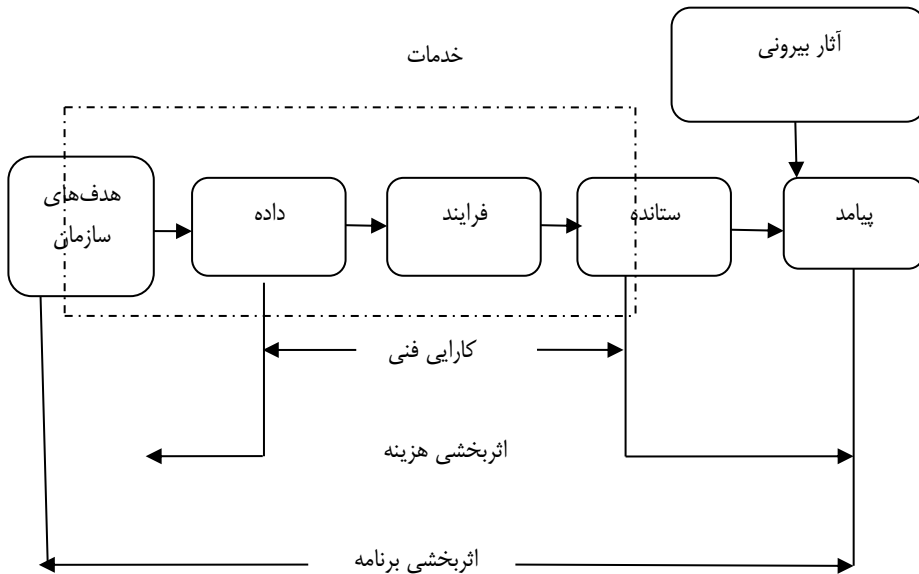 آثار بیرونی
خدمات
هدف‌های
سازمان
داده
فرایند
ستانده
پیامد
کارایی فنی
اثربخشی هزینه
اثربخشی برنامه